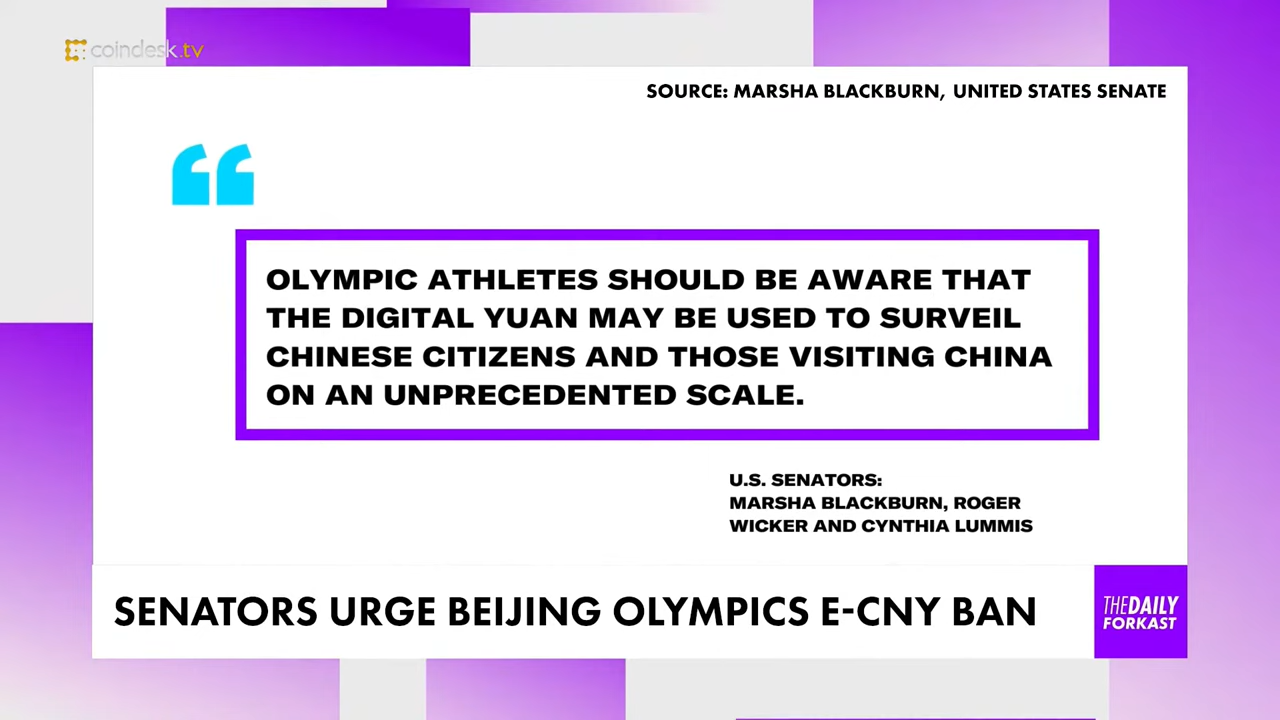 coindesk.tv
SOURCE: MARSHA BLACKBURN, UNITED STATES SENATE
“
OLYMPIC ATHLETES SHOULD BE AWARE THAT
THE DIGITAL YUAN MAY BE USED TO SURVEIL
CHINESE CITIZENS AND THOSE VISITING CHINA
ON AN UNPRECEDENTED SCALE.
U.S. SENATORS:
MARSHA BLACKBURN, ROGER
WICKER AND CYNTHIA LUMMIS
SENATORS URGE BEIJING OLYMPICS E-CNY BAN
THE DAILY
FORKAST